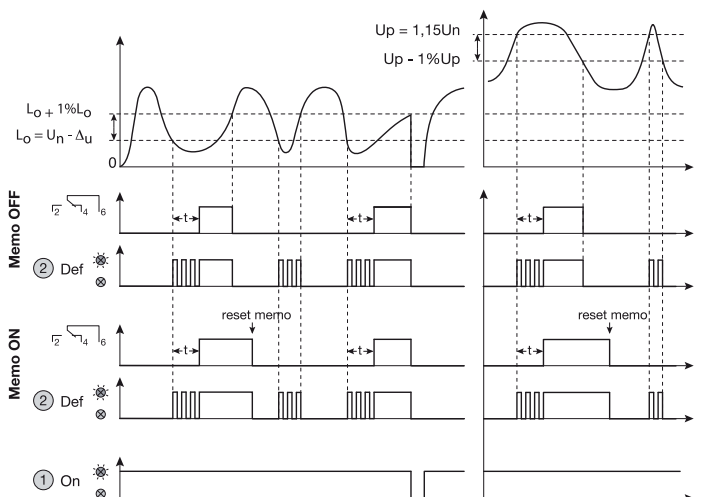 Up = 1,15Un
Up - 1%Up
Lo + 1%Lo
Lo = Un - Δu
0
Memo OFF
2 4 6
t t t
2 Def
Memo ON
reset memo reset memo
2 4 6
t t t
2 Def
1 On